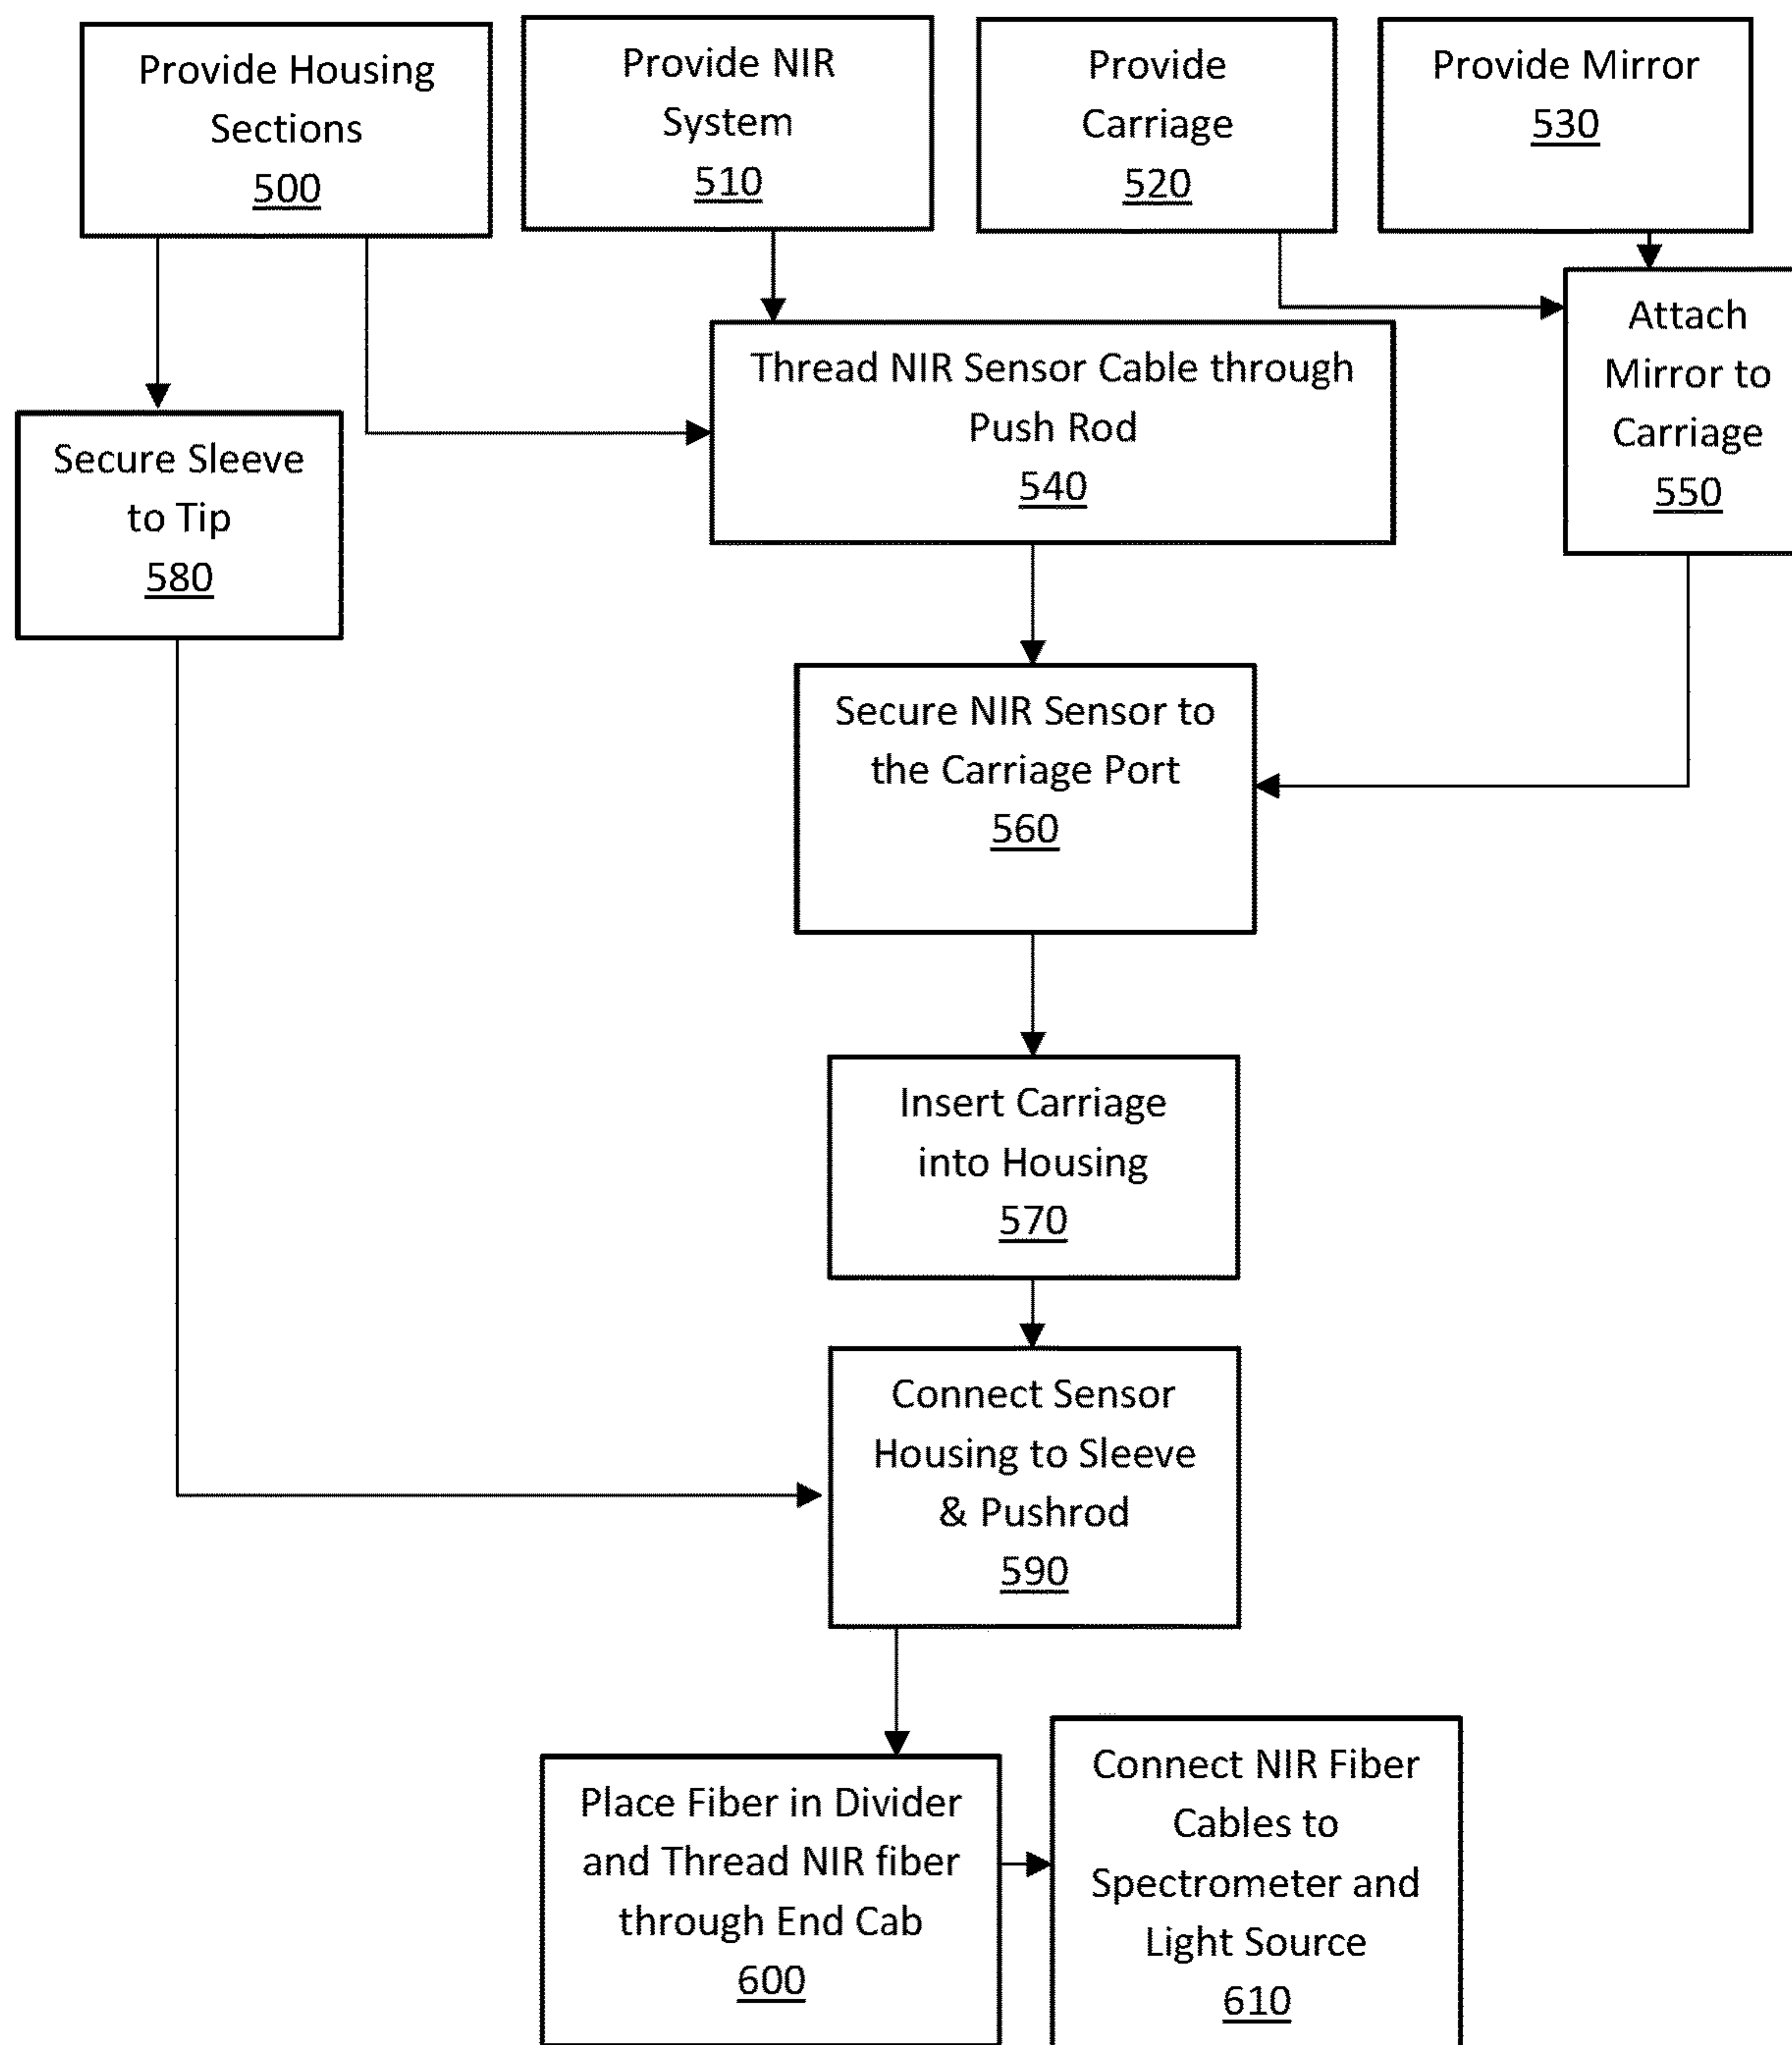 Provide Housing
Sections
500
Provide NIR
System
510
Provide
Carriage
520
Provide Mirror
530
Attach
Mirror to
Carriage
550
Thread NIR Sensor Cable through
Push Rod
540
Secure Sleeve
to Tip
580
Secure NIR Sensor to
the Carriage Port
560
Insert Carriage
into Housing
570
Connect Sensor
Housing to Sleeve
& Pushrod
590
Place Fiber in Divider
and Thread NIR fiber
through End Cab
600
Connect NIR Fiber
Cables to
Spectrometer and
Light Source
610